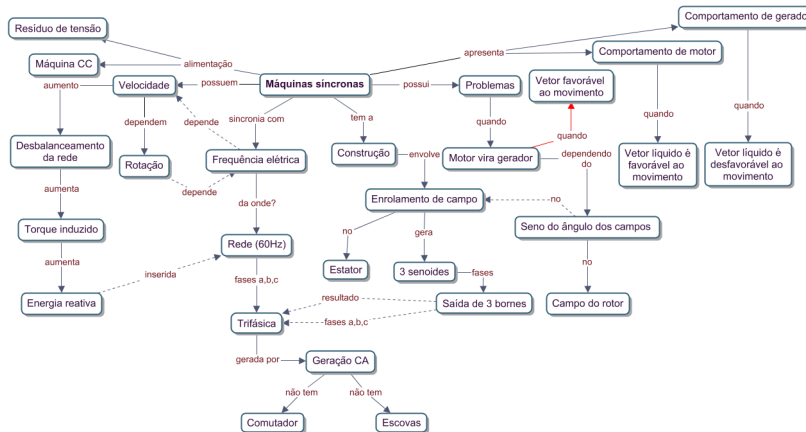 Comportamento de gerador
Resíduo de tensão
apresenta
Comportamento de motor
Máquina CC
alimentação
Vetor favorável
ao movimento
aumento
Velocidade
possuem
Máquinas síncronas
possui
Problemas
quando
quando
dependem
depende
sincronia com
tem a
quando
quando
Desbalanceamento
da rede
Rotação
Frequência elétrica
Construção
envolve
Motor vira gerador
dependendo
do
Vetor líquido é
favorável ao
movimento
Vetor líquido é
desfavorável ao
movimento
depende
aumenta
da onde?
Enrolamento de campo
no
Torque induzido
no
gera
Seno do ângulo dos campos
Rede (60Hz)
aumenta
inserida
Estator
3 senoides
fases
no
fases a,b,c
Energia reativa
resultado
Saída de 3 bornes
Campo do rotor
Trifásica
fases a,b,c
gerada por
Geração CA
não tem
não tem
Comutador
Escovas